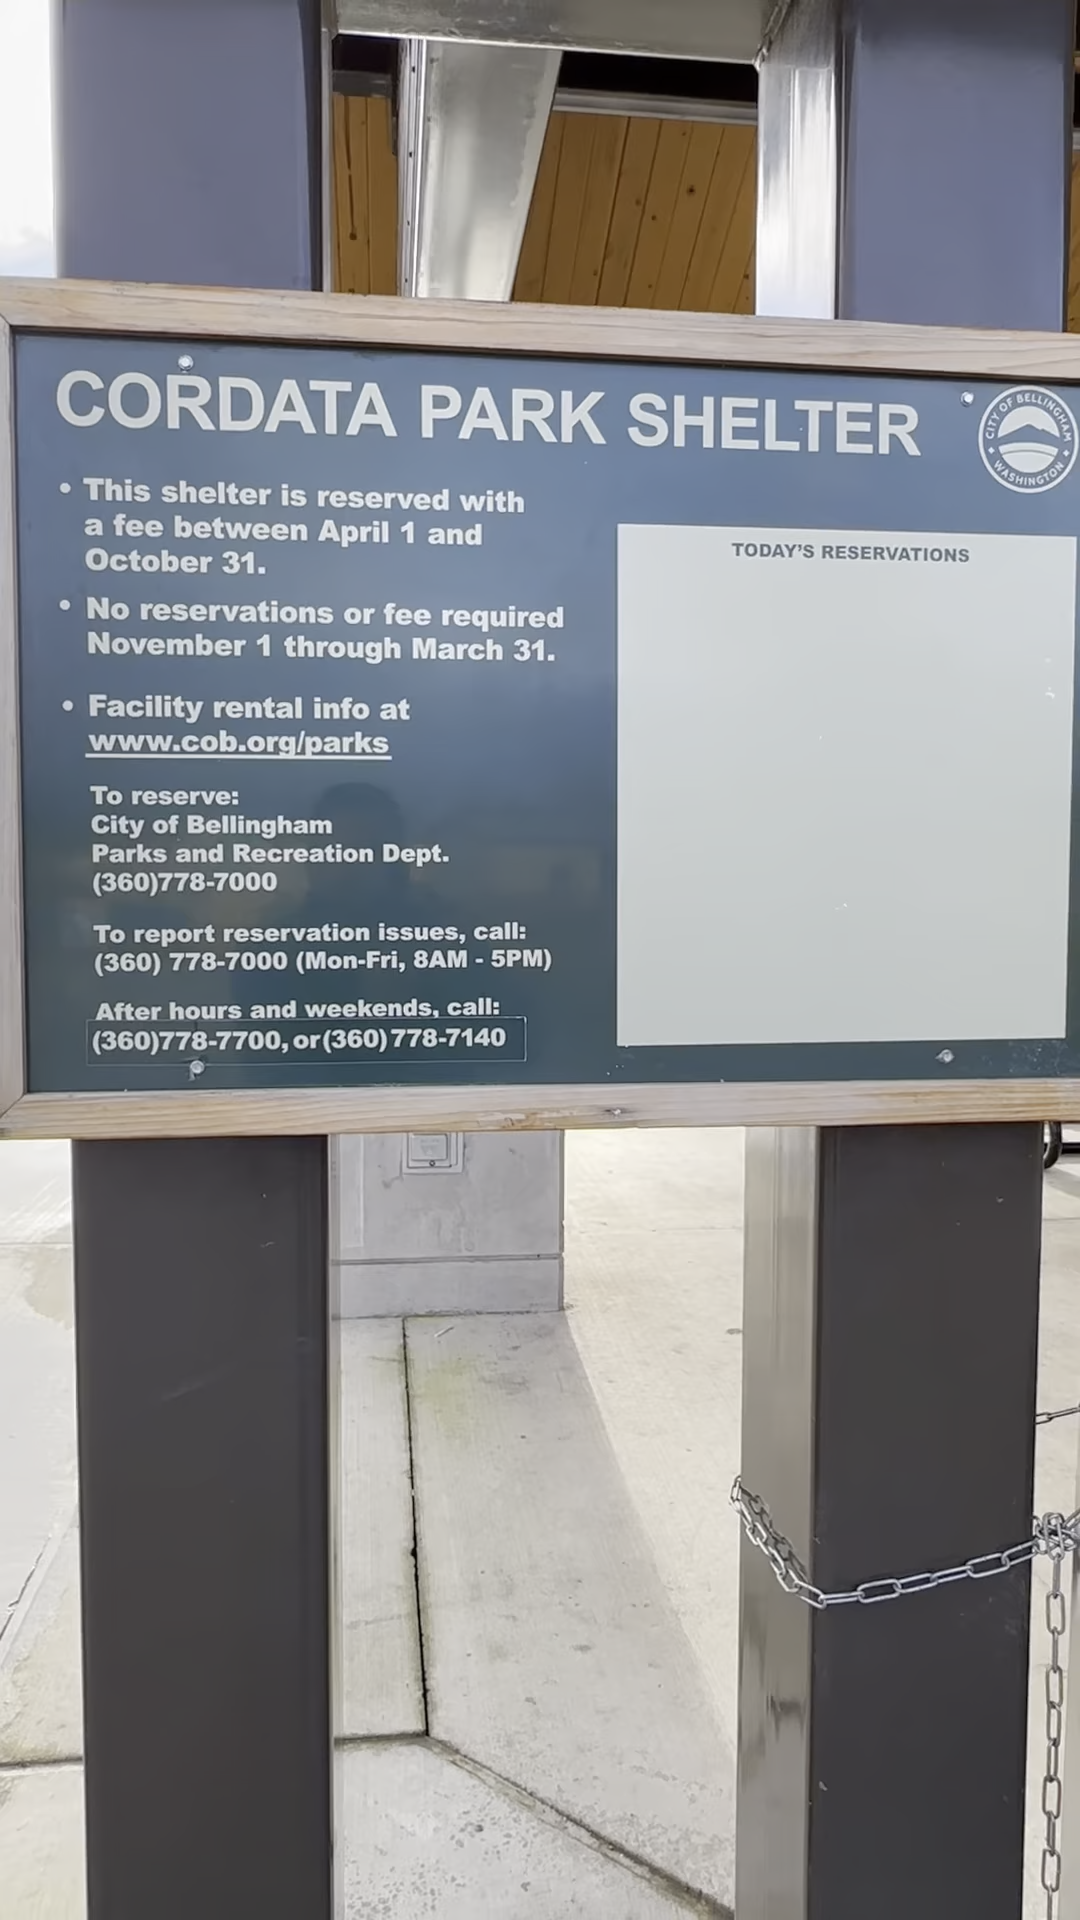 CORDATA PARK SHELTER
CITY OF BELLINGHAM
WASHINGTON
• This shelter is reserved with
a fee between April 1 and
October 31.
• No reservations or fee required
November 1 through March 31.
• Facility rental info at
www.cob.org/parks
To reserve:
City of Bellingham
Parks and Recreation Dept.
(360)778-7000
To report reservation issues, call:
(360) 778-7000 (Mon-Fri, 8AM - 5PM)
After hours and weekends, call:
(360)778-7700, or (360) 778-7140
TODAY'S RESERVATIONS